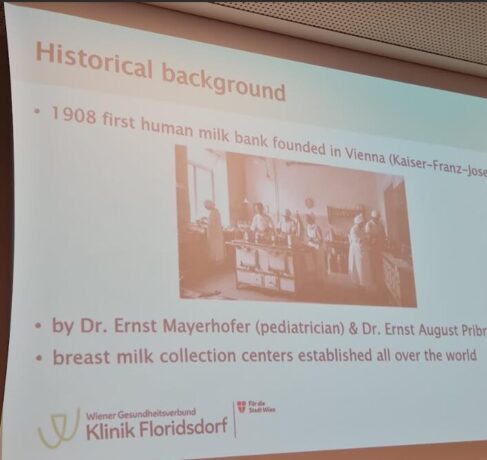 Historical background
• 1908 first human milk bank founded in Vienna (Kaiser-Franz-Jose
• by Dr. Ernst Mayerhofer (pediatrician) & Dr. Ernst August Pribr
• breast milk collection centers established all over the world
Wiener Gesundheitsverbund
Klinik Floridsdorf
Für die
Stadt Wien